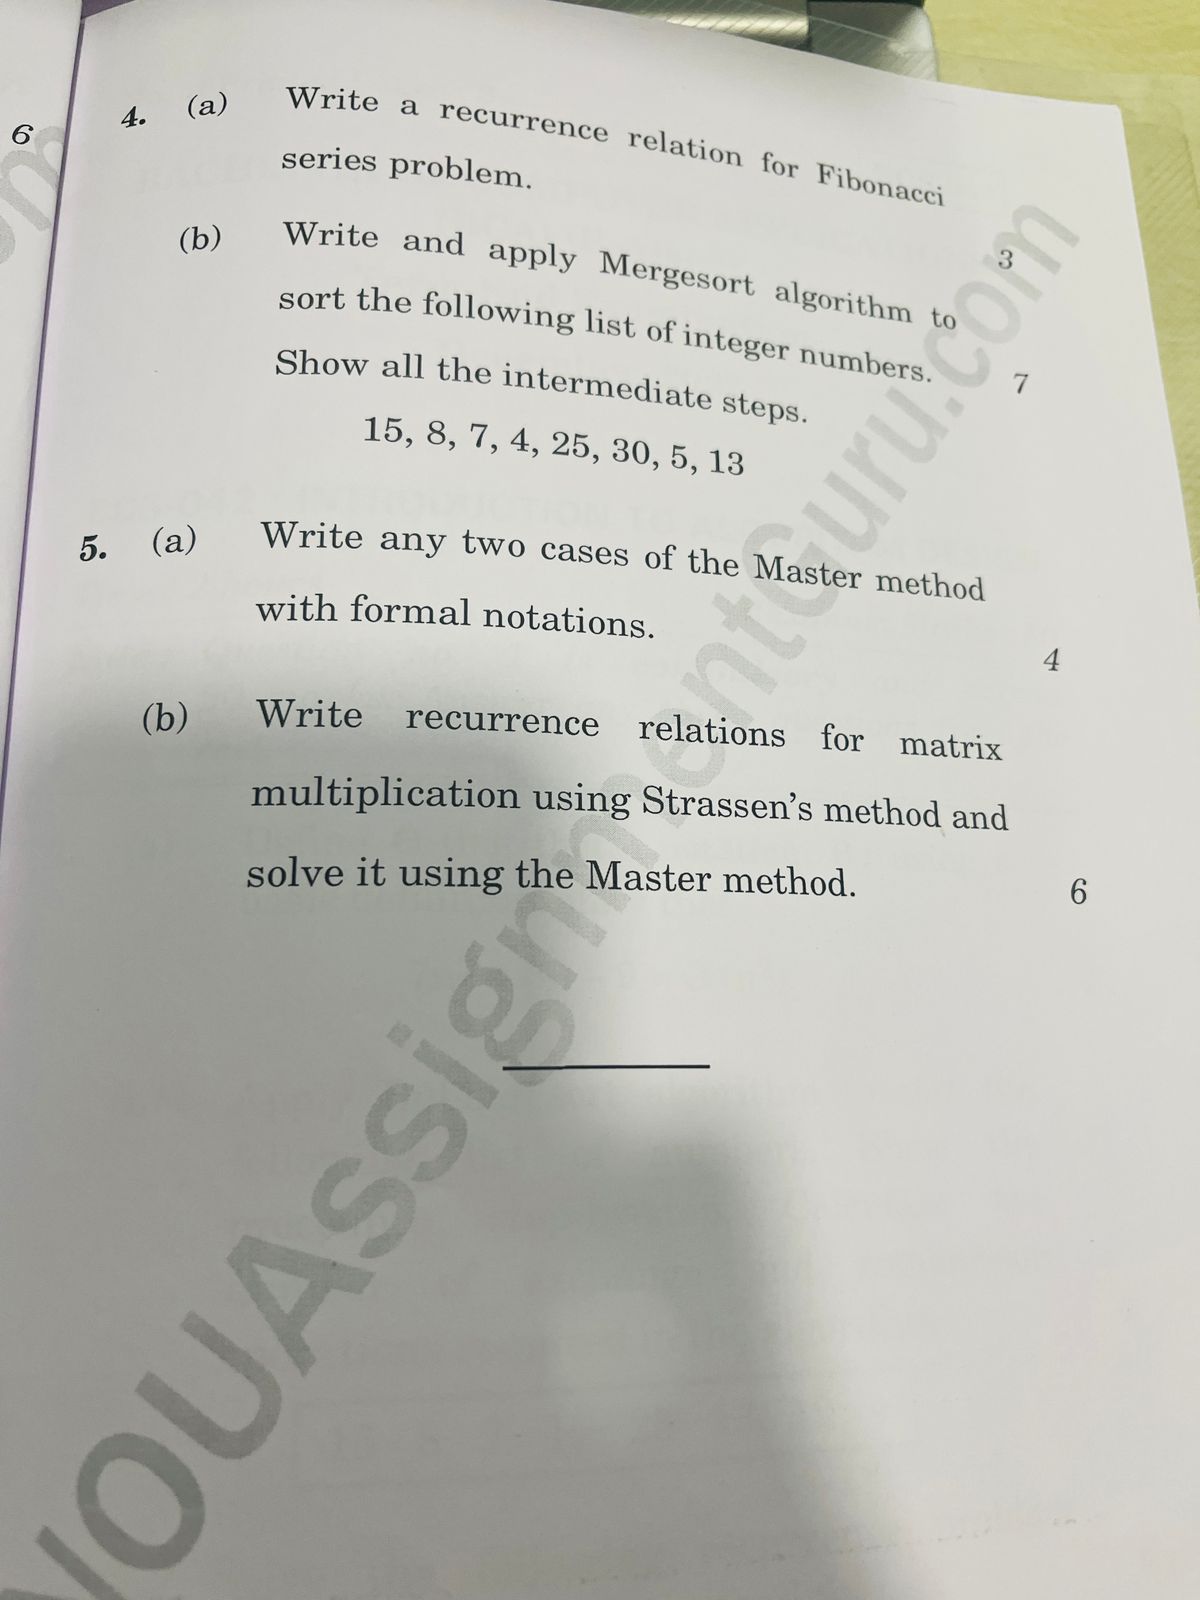 6
4. (a) Write a recurrence relation for Fibonacci
series problem.
3
(b) Write and apply Mergesort algorithm to
sort the following list of integer numbers.
Show all the intermediate steps.
7
15, 8, 7, 4, 25, 30, 5, 13
5. (a) Write any two cases of the Master method
with formal notations.
4
(b) Write recurrence relations for matrix
multiplication using Strassen's method and
solve it using the Master method.
6
NOUAssignmentGuru.com